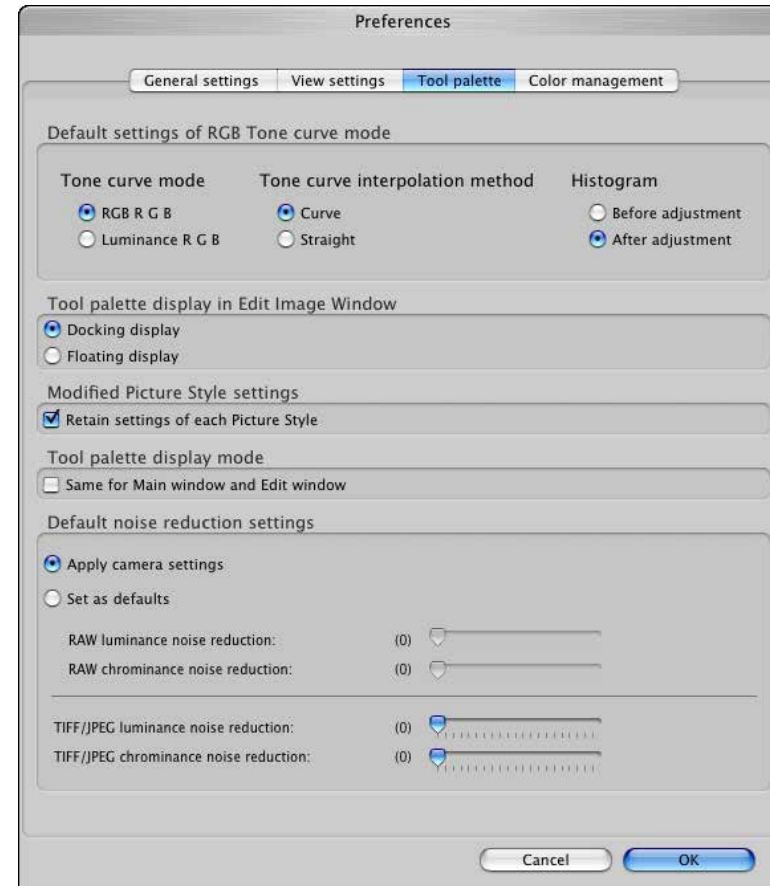 Preferences
General settings View settings Tool palette Color management
Default settings of RGB Tone curve mode
Tone curve mode Tone curve interpolation method Histogram
RGB R G B Curve Before adjustment
Luminance R G B Straight After adjustment
Tool palette display in Edit Image Window
Docking display
Floating display
Modified Picture Style settings
Retain settings of each Picture Style
Tool palette display mode
Same for Main window and Edit window
Default noise reduction settings
Apply camera settings
Set as defaults
RAW luminance noise reduction: (0)
RAW chrominance noise reduction: (0)
TIFF/JPEG luminance noise reduction: (0)
TIFF/JPEG chrominance noise reduction: (0)
Cancel OK